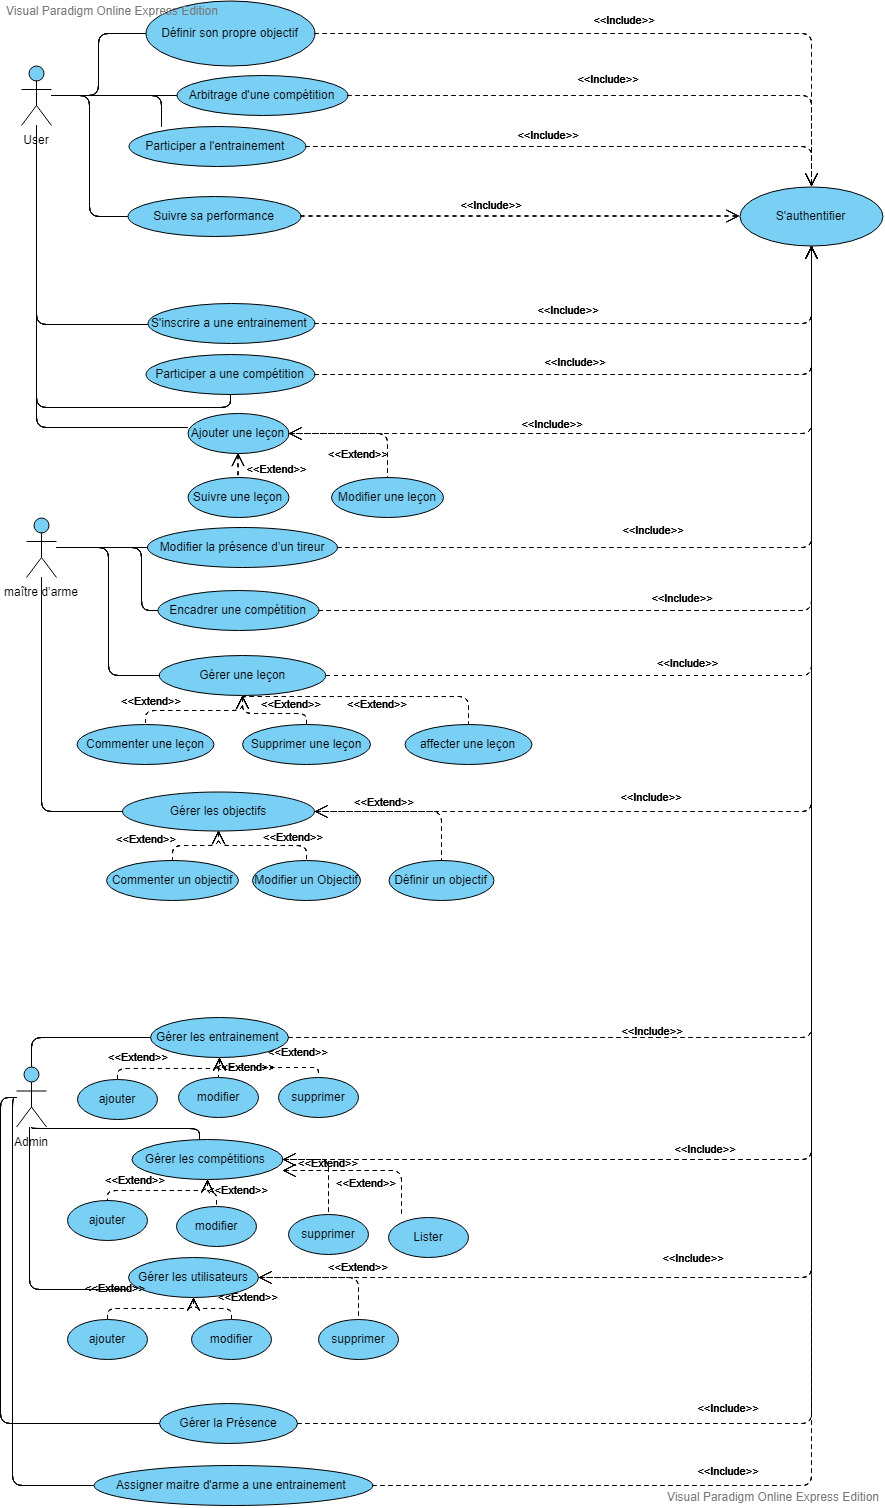 Visual Paradigm Online Express Edition
Définir son propre objectif
<<Include>>
Arbitrage d'une compétition
<<Include>>
User
Participer a l'entrainement
<<Include>>
Suivre sa performance
<<Include>>
S'authentifier
S'inscrire a une entrainement
<<Include>>
Participer a une compétition
<<Include>>
Ajouter une leçon
<<Include>>
<<Extend>>
<<Extend>>
Suivre une leçon
Modifier une leçon
Modifier la présence d'un tireur
<<Include>>
maître d'arme
Encadrer une compétition
<<Include>>
Gérer une leçon
<<Include>>
<<Extend>>
<<Extend>>
<<Extend>>
Commenter une leçon
Supprimer une leçon
affecter une leçon
Gérer les objectifs
<<Extend>>
<<Include>>
<<Extend>>
<<Extend>>
Commenter un objectif
Modifier un Objectif
Définir un objectif
Gérer les entrainement
<<Include>>
<<Extend>>
<<Extend>>
<<Extend>>
ajouter
modifier
supprimer
Admin
Gérer les compétitions
<<Include>>
<<Extend>>
<<Extend>>
<<Extend>>
<<Extend>>
ajouter
modifier
supprimer
Lister
Gérer les utilisateurs
<<Include>>
<<Extend>>
<<Extend>>
<<Extend>>
ajouter
modifier
supprimer
Gérer la Présence
<<Include>>
Assigner maitre d'arme a une entrainement
<<Include>>
Visual Paradigm Online Express Edition